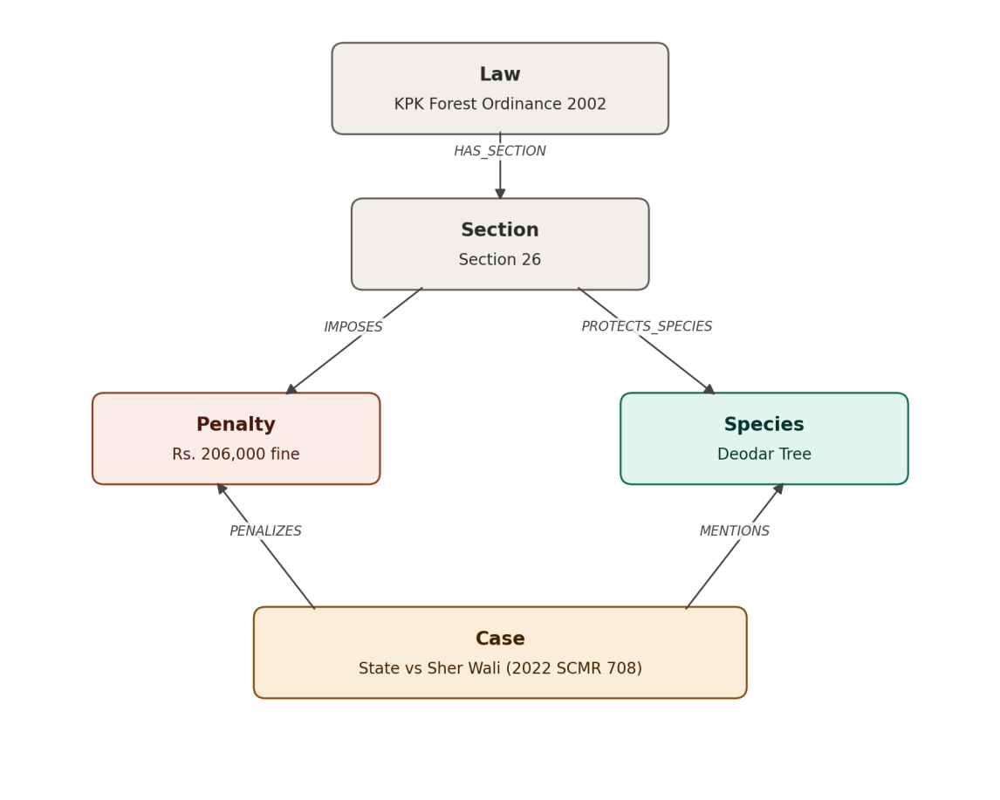 Law
KPK Forest Ordinance 2002
HAS_SECTION
Section
Section 26
IMPOSES
PROTECTS_SPECIES
Penalty
Rs. 206,000 fine
Species
Deodar Tree
PENALIZES
MENTIONS
Case
State vs Sher Wali (2022 SCMR 708)